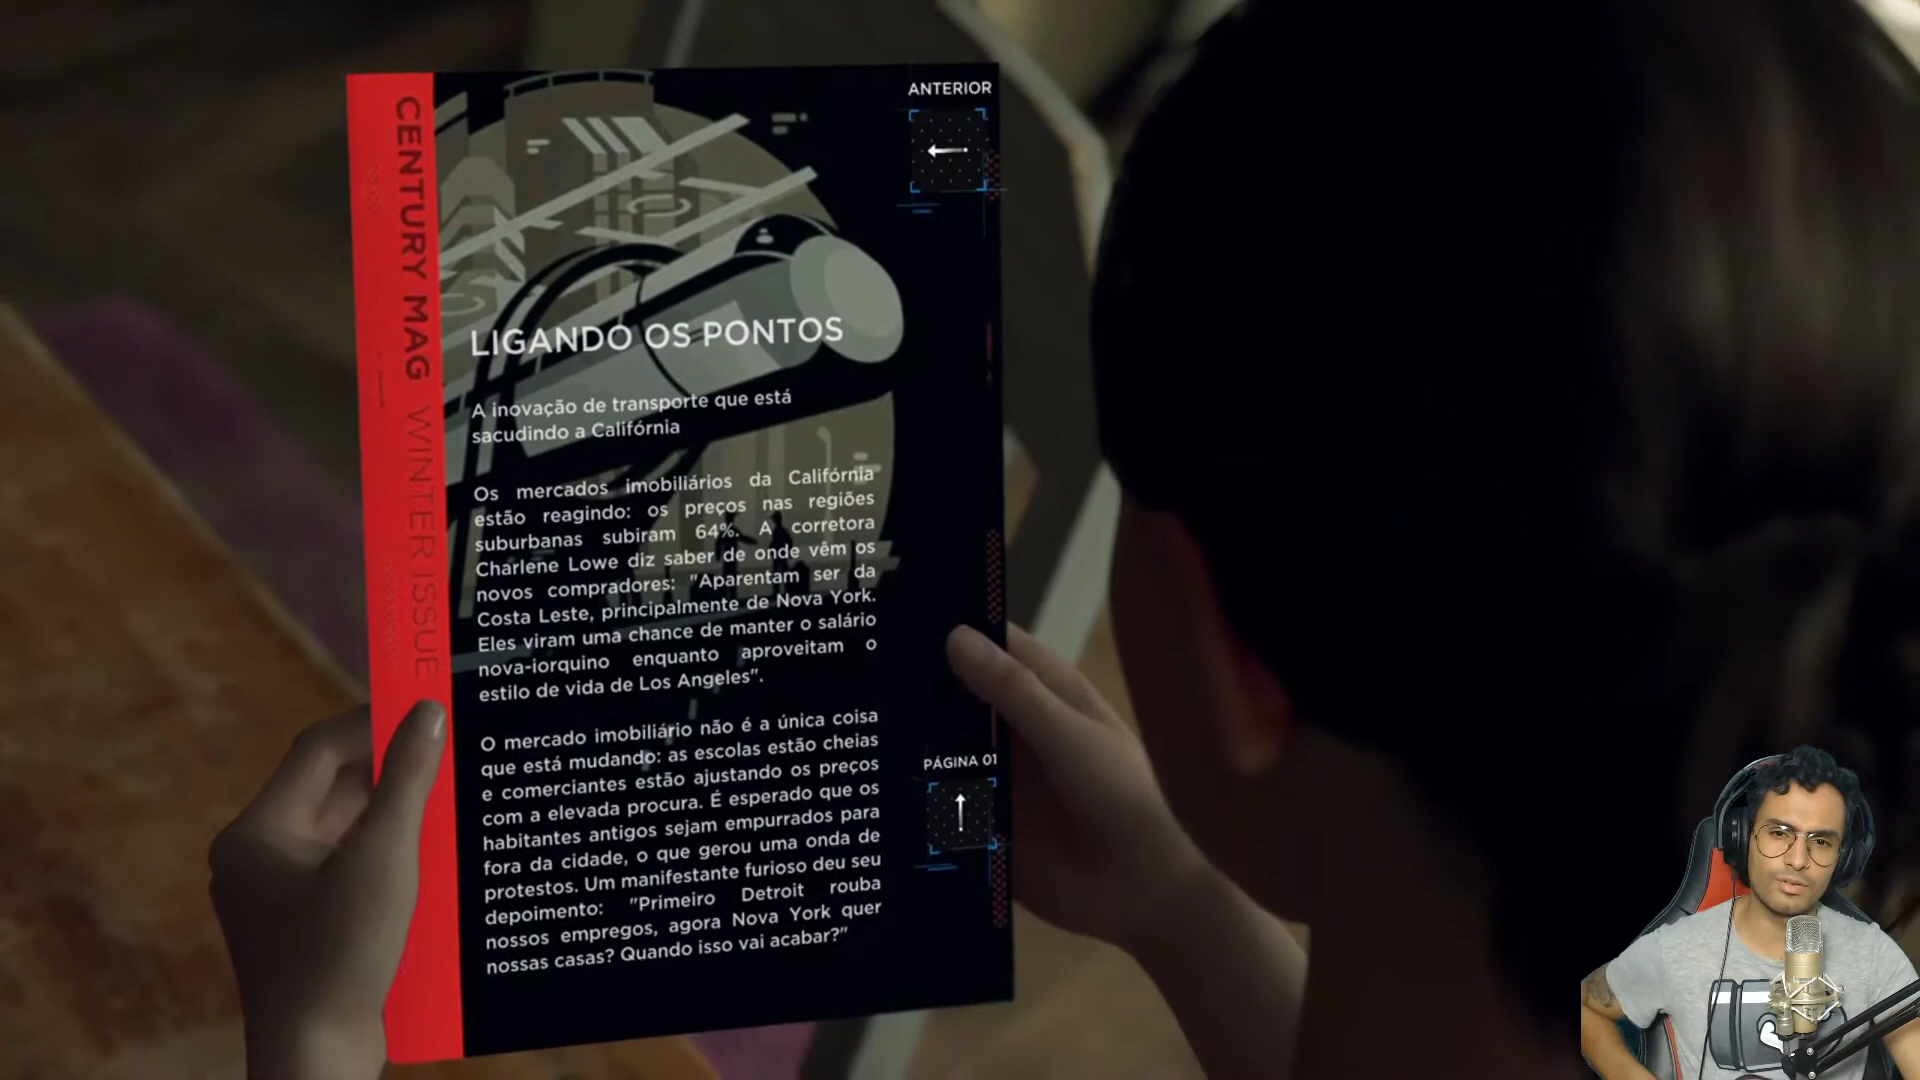 CENTURY MAG WINTER ISSUE
ANTERIOR
LIGANDO OS PONTOS
A inovação de transporte que está
sacudindo a Califórnia
Os mercados imobiliários da Califórnia
estão reagindo: os preços nas regiões
suburbanas subiram 64%. A corretora
Charlene Lowe diz saber de onde vêm os
novos compradores: "Aparentam ser da
Costa Leste, principalmente de Nova York.
Eles viram uma chance de manter o salário
nova-iorquino enquanto aproveitam o
estilo de vida de Los Angeles".
O mercado imobiliário não é a única coisa
que está mudando: as escolas estão cheias
e comerciantes estão ajustando os preços
com a elevada procura. É esperado que os
habitantes antigos sejam empurrados para
fora da cidade, o que gerou uma onda de
protestos. Um manifestante furioso deu seu
depoimento: "Primeiro Detroit rouba
nossos empregos, agora Nova York quer
nossas casas? Quando isso vai acabar?"
PÁGINA 01